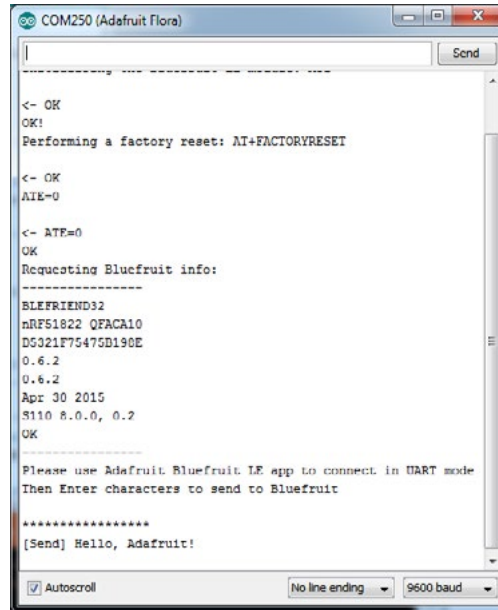 COM250 (Adafruit Flora)
Send
<- OK
OK!
Performing a factory reset: AT+FACTORYRESET
<- OK
ATE=0
<- ATE=0
OK
Requesting Bluefruit info:
----------------
BLEFRIEND32
nRF51822 QFACA10
D5321F75475B198E
0.6.2
0.6.2
Apr 30 2015
S110 8.0.0, 0.2
OK
----------------
Please use Adafruit Bluefruit LE app to connect in UART mode
Then Enter characters to send to Bluefruit
*****************
[Send] Hello, Adafruit!
Autoscroll
No line ending
9600 baud